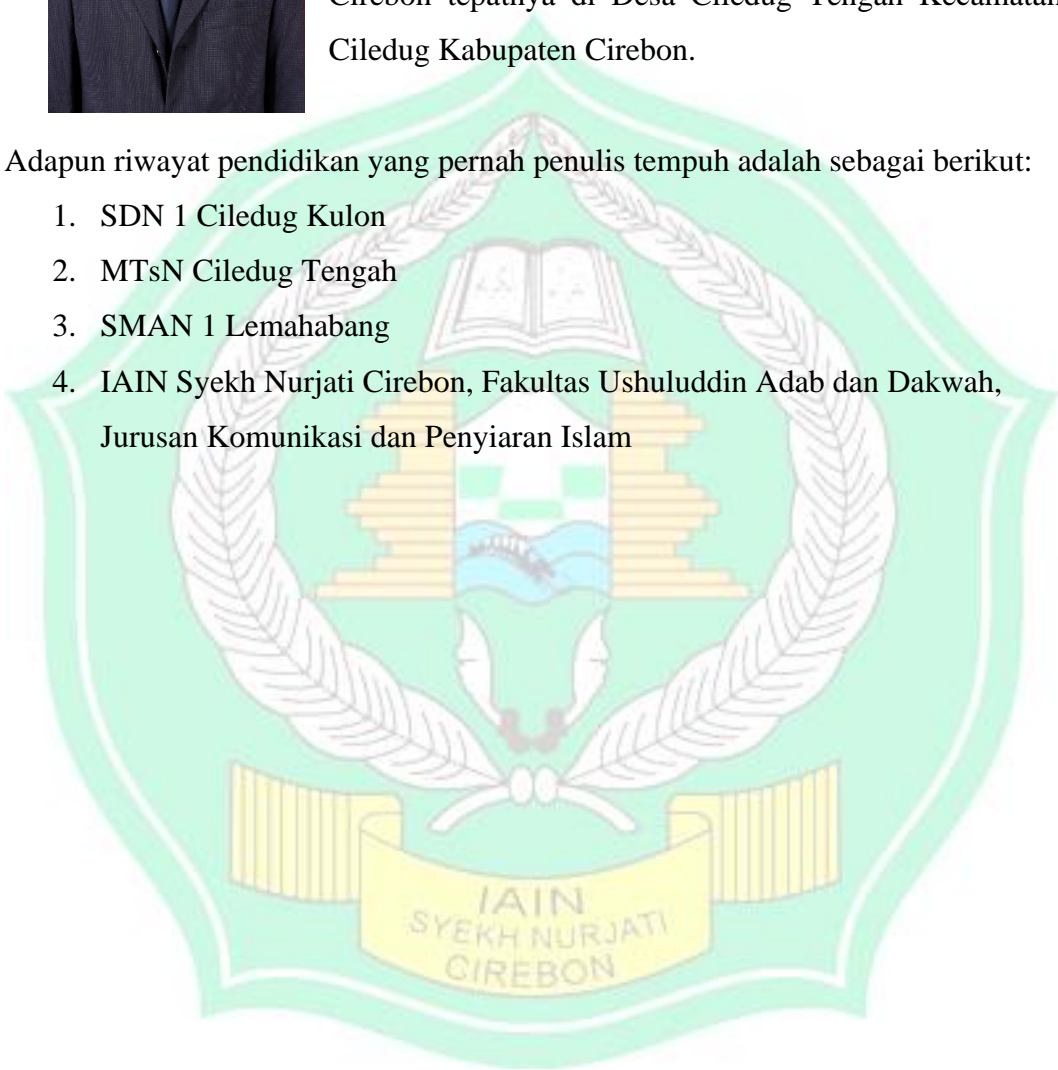 Cirebon tepatnya di Desa Ciledug Tengah Kecamatan
Ciledug Kabupaten Cirebon.
Adapun riwayat pendidikan yang pernah penulis tempuh adalah sebagai berikut:
1. SDN 1 Ciledug Kulon
2. MTsN Ciledug Tengah
3. SMAN 1 Lemahabang
4. IAIN Syekh Nurjati Cirebon, Fakultas Ushuluddin Adab dan Dakwah,
Jurusan Komunikasi dan Penyiaran Islam
IAIN
SYEKH NURJATI
CIREBON